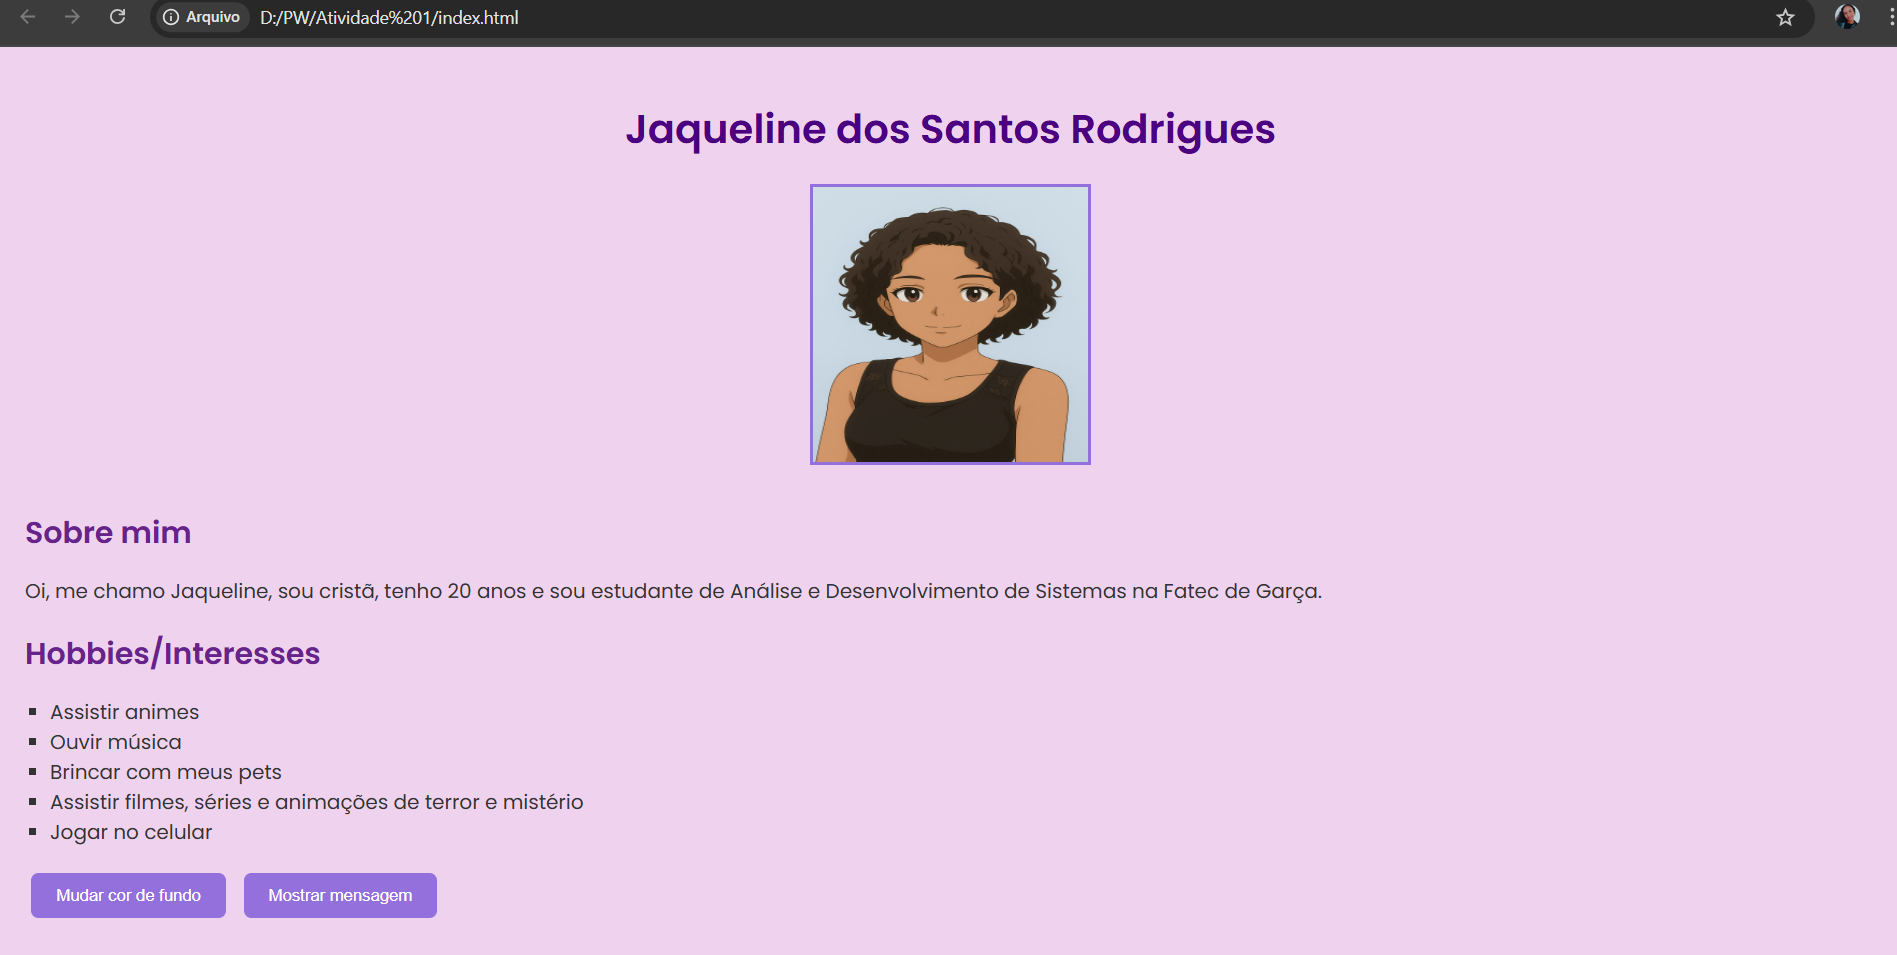 Arquivo D:/PW/Atividade%201/index.html
Jaqueline dos Santos Rodrigues
Sobre mim
Oi, me chamo Jaqueline, sou cristã, tenho 20 anos e sou estudante de Análise e Desenvolvimento de Sistemas na Fatec de Garça.
Hobbies/Interesses
Assistir animes
Ouvir música
Brincar com meus pets
Assistir filmes, séries e animações de terror e mistério
Jogar no celular
Mudar cor de fundo Mostrar mensagem